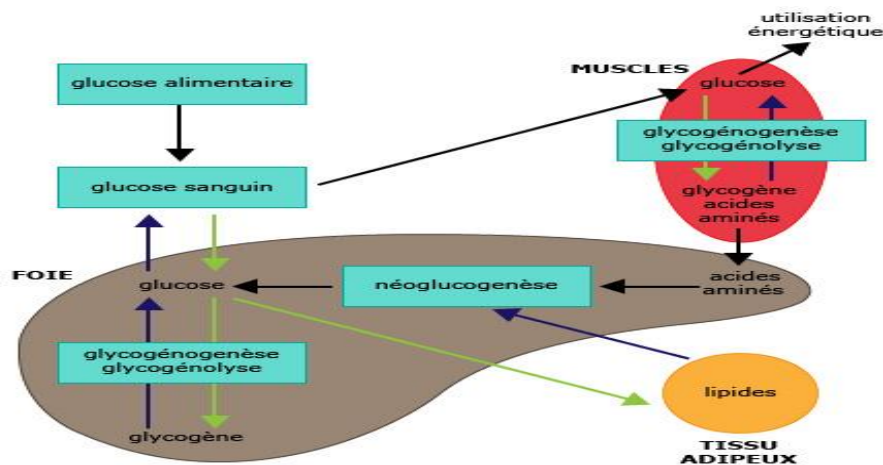 utilisation
énergétique
MUSCLES
glucose
glucose alimentaire
glycogénogenèse
glycogénolyse
glucose sanguin
glycogène
acides
aminés
FOIE
glucose
néoglucogenèse
acides
aminés
glycogénogenèse
glycogénolyse
lipides
glycogène
TISSU
ADIPEUX